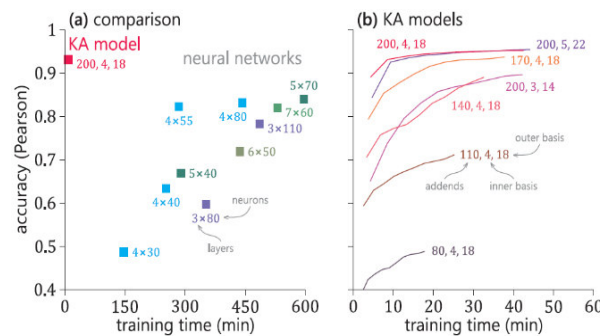 (a) comparison
KA model
200, 4, 18
neural networks
5×70
4×55
4×80
7×60
3×110
6×50
5×40
4×40
neurons
3×80
layers
4×30
accuracy (Pearson)
1
0.9
0.8
0.7
0.6
0.5
0.4
0
150
300
450
600
training time (min)
(b) KA models
200, 4, 18
200, 5, 22
170, 4, 18
200, 3, 14
140, 4, 18
outer basis
110, 4, 18
addends
inner basis
80, 4, 18
0
10
20
30
40
50
training time (min)